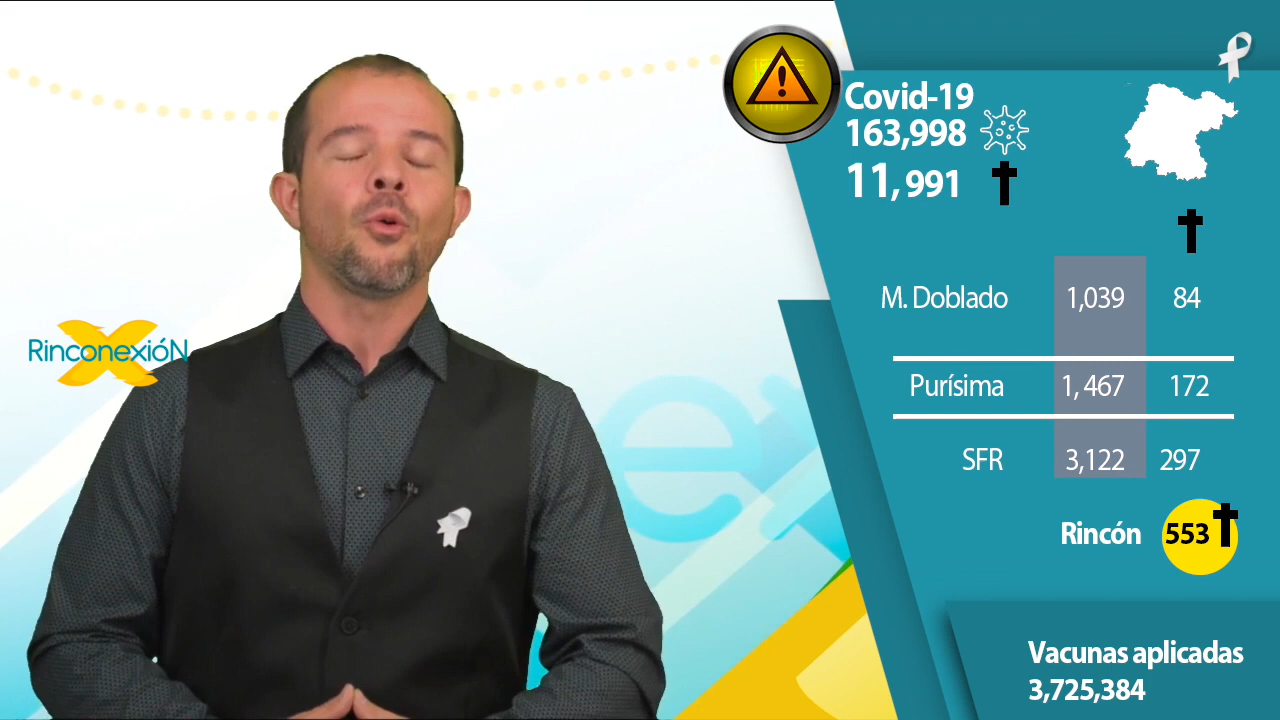 RinconexióN
Covid-19
163,998
11, 991
M. Doblado 1,039 84
Purísima 1, 467 172
SFR 3,122 297
Rincón 553
Vacunas aplicadas
3,725,384